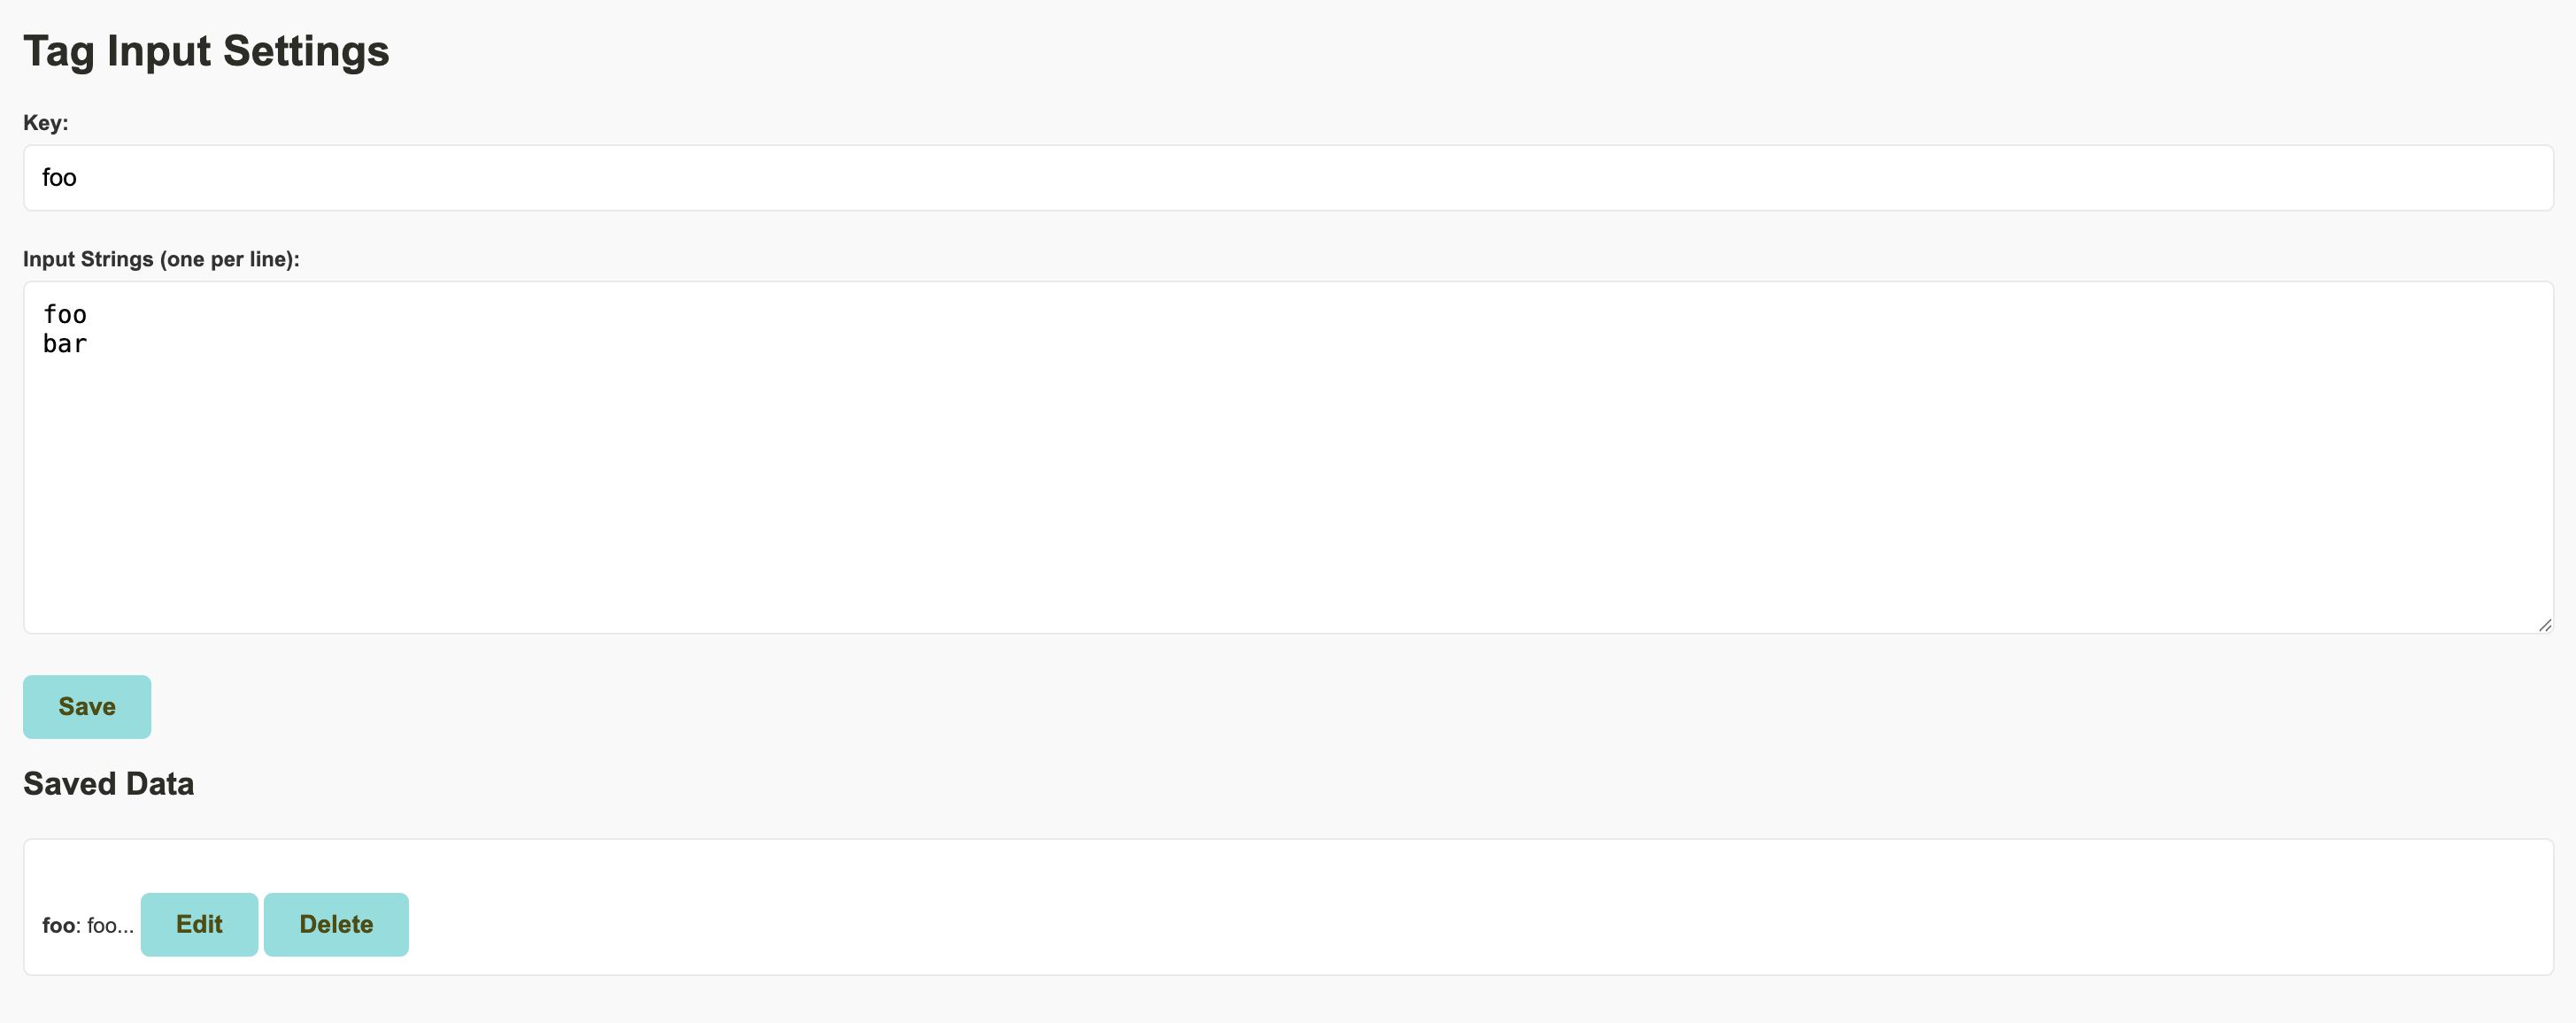 Tag Input Settings
Key:
foo
Input Strings (one per line):
foo
bar
Save
Saved Data
foo: foo... Edit Delete